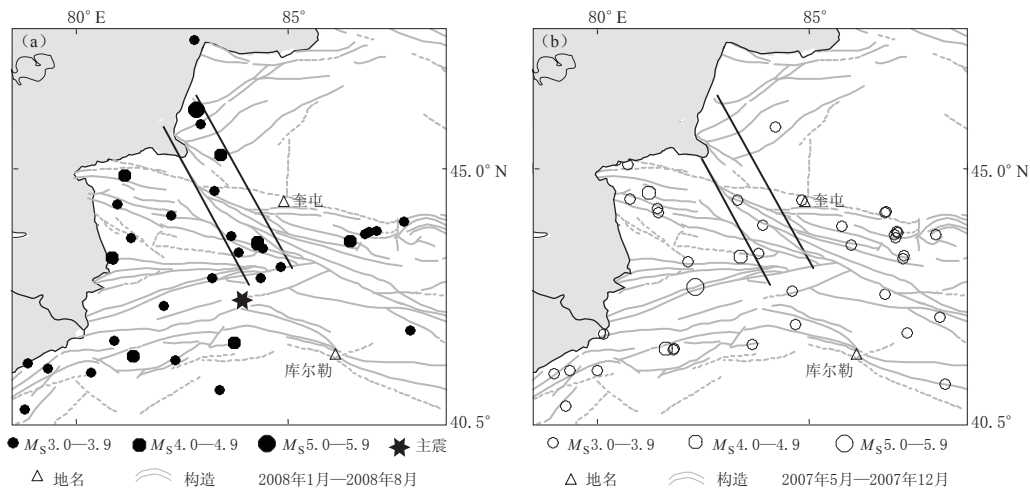 80° E 85°
(a)
45.0° N
奎屯
库尔勒
40.5°
M_S3.0—3.9 M_S4.0—4.9 M_S5.0—5.9 主震
地名 构造 2008年1月—2008年8月
80° E 85°
(b)
45.0° N
奎屯
库尔勒
40.5°
M_S3.0—3.9 M_S4.0—4.9 M_S5.0—5.9
地名 构造 2007年5月—2007年12月